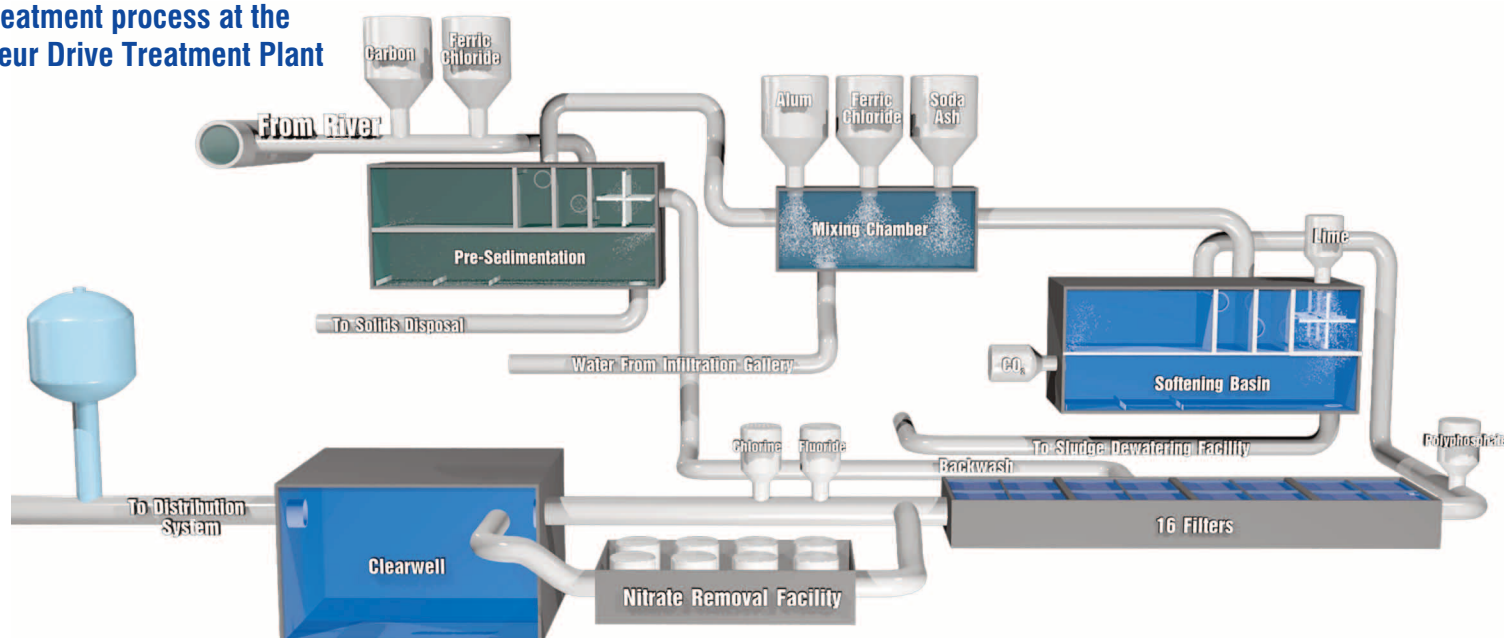 eatment process at the
eur Drive Treatment Plant
Carbon
Ferric
Chloride
From River
Alum
Ferric
Chloride
Soda
Ash
Mixing Chamber
Lime
Pre-Sedimentation
To Solids Disposal
Water From Infiltration Gallery
CO₂
Softening Basin
Chlorine
Fluoride
To Sludge Dewatering Facility
Polyphosphate
Backwash
To Distribution
System
16 Filters
Clearwell
Nitrate Removal Facility